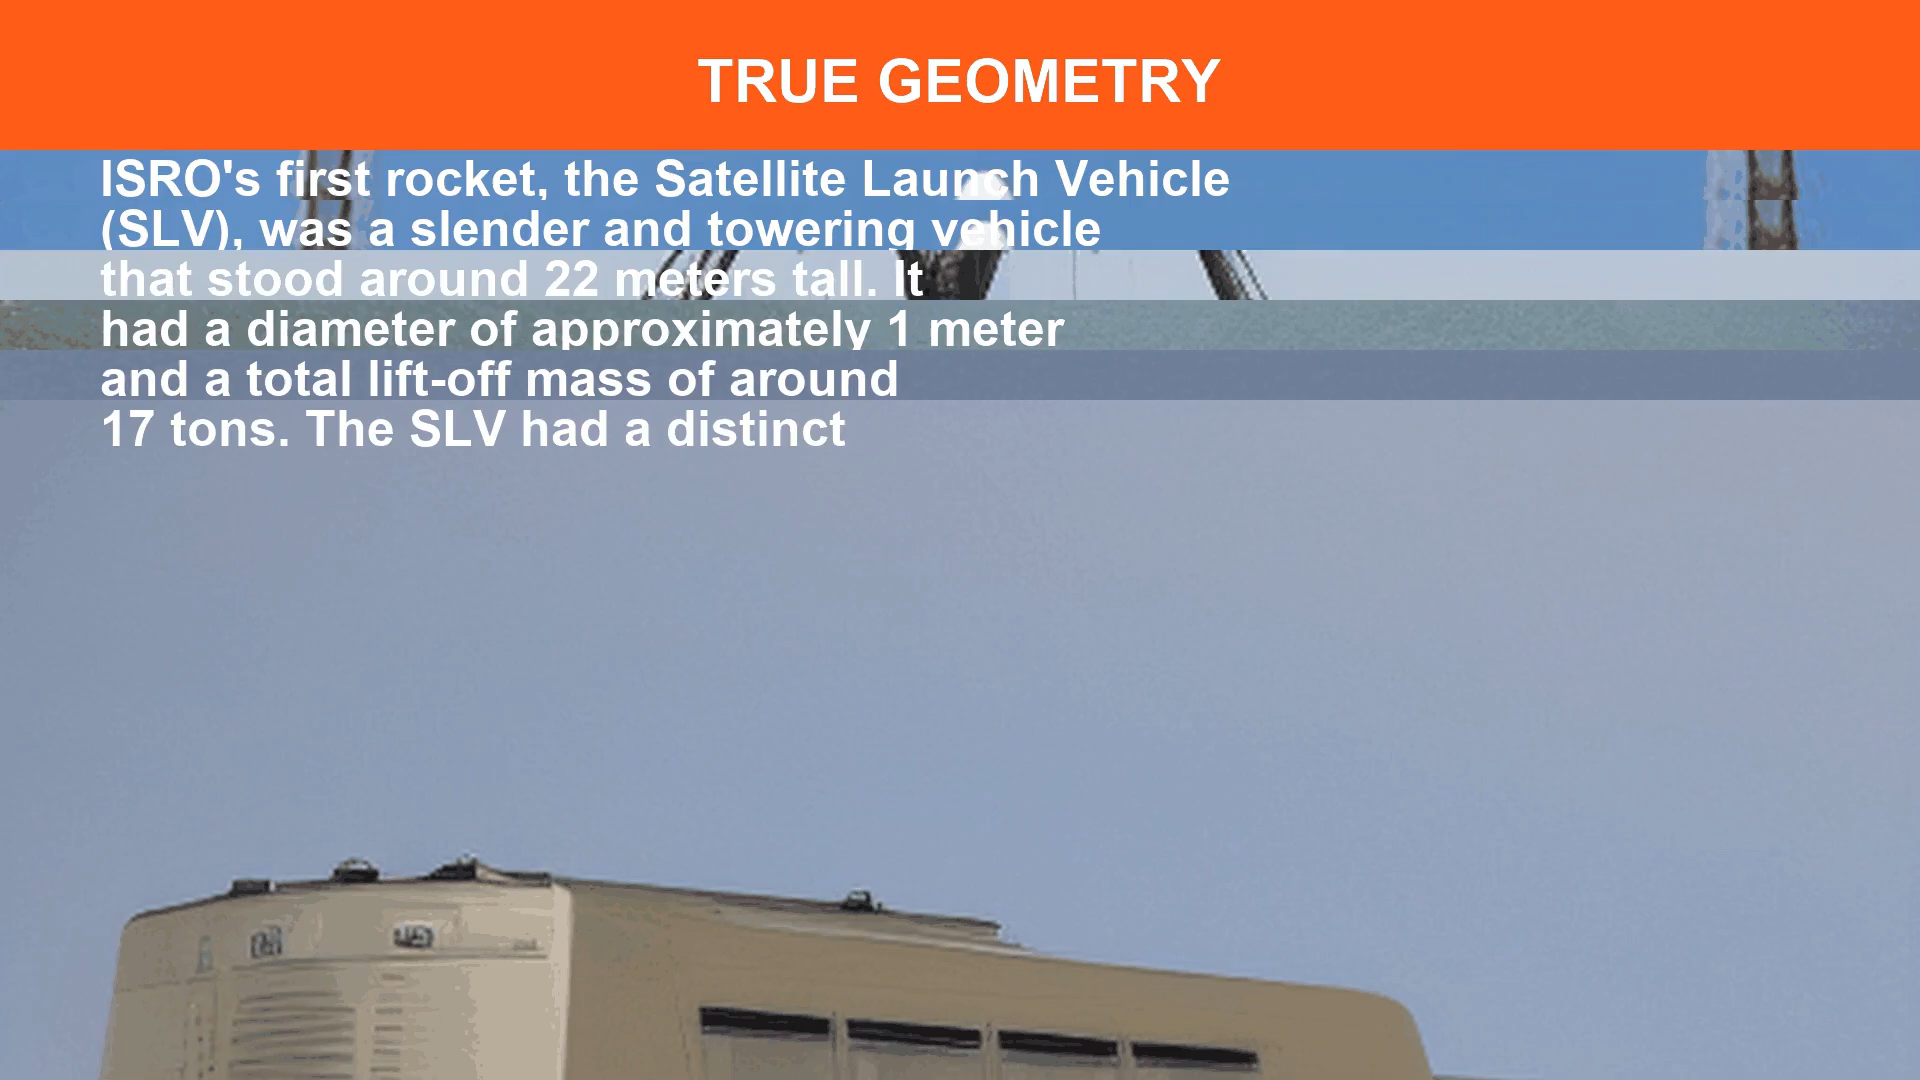 TRUE GEOMETRY
ISRO's first rocket, the Satellite Launch Vehicle
(SLV), was a slender and towering vehicle
that stood around 22 meters tall. It
had a diameter of approximately 1 meter
and a total lift-off mass of around
17 tons. The SLV had a distinct